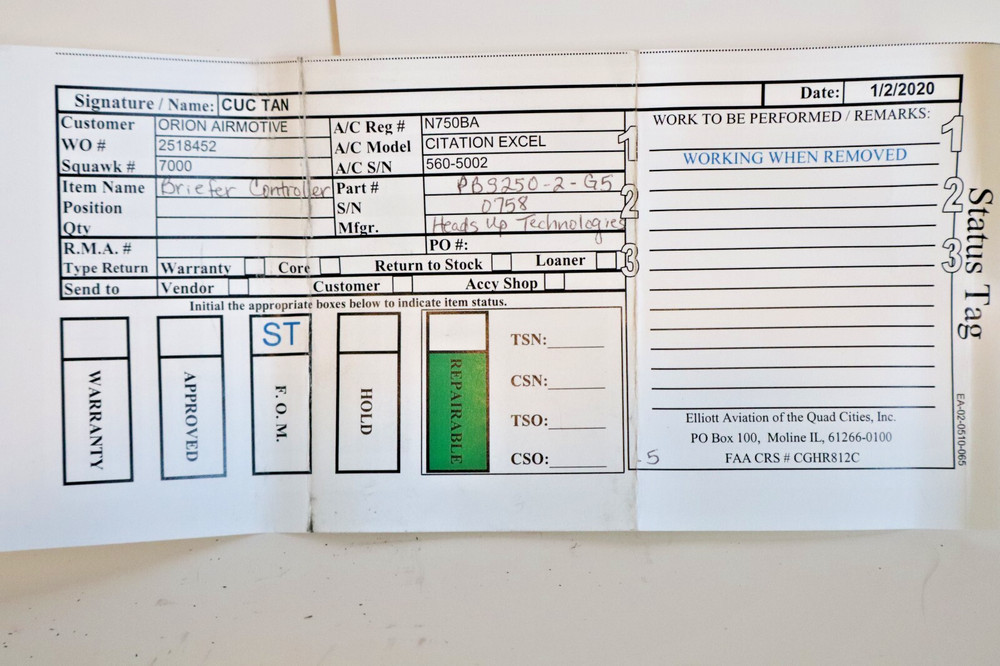 Signature / Name: CUC TAN Date: 1/2/2020
Customer ORION AIRMOTIVE A/C Reg # N750BA
WO # 2518452 A/C Model CITATION EXCEL
Squawk # 7000 A/C S/N 560-5002
Item Name Briefer Controller Part # PB9250-2-G5
Position S/N 0758
Qty Mfgr. Heads Up Technologies
R.M.A. # PO #:
Type Return Warranty Core Return to Stock Loaner
Send to Vendor Customer Accy Shop
1
2
3
Initial the appropriate boxes below to indicate item status.
WARRANTY
APPROVED
ST
F. O. M.
HOLD
REPAIRABLE
TSN:
CSN:
TSO:
CSO:
WORK TO BE PERFORMED / REMARKS:
WORKING WHEN REMOVED
Elliott Aviation of the Quad Cities, Inc.
PO Box 100, Moline IL, 61266-0100
FAA CRS # CGHR812C
1
2
3
Status Tag
EA-02-0510-065